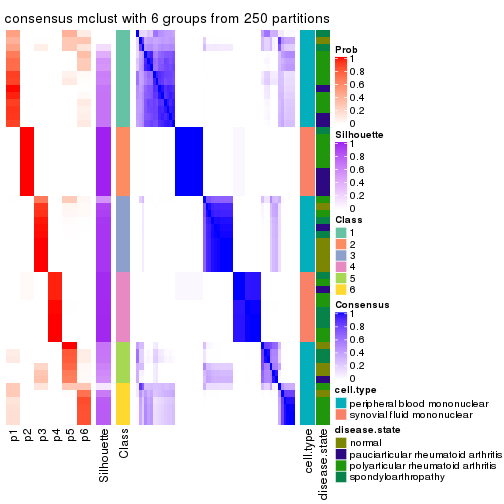 consensus mclust with 6 groups from 250 partitions
Prob
1
0.8
0.6
0.4
0.2
0
Silhouette
1
0.8
0.6
0.4
0.2
0
Class
1
2
3
4
5
6
Consensus
1
0.8
0.6
0.4
0.2
0
cell.type
peripheral blood mononuclear
synovial fluid mononuclear
disease.state
normal
pauciarticular rheumatoid arthritis
polyarticular rheumatoid arthritis
spondyloarthropathy
p1
p2
p3
p4
p5
p6
Silhouette
Class
cell.type
disease.state